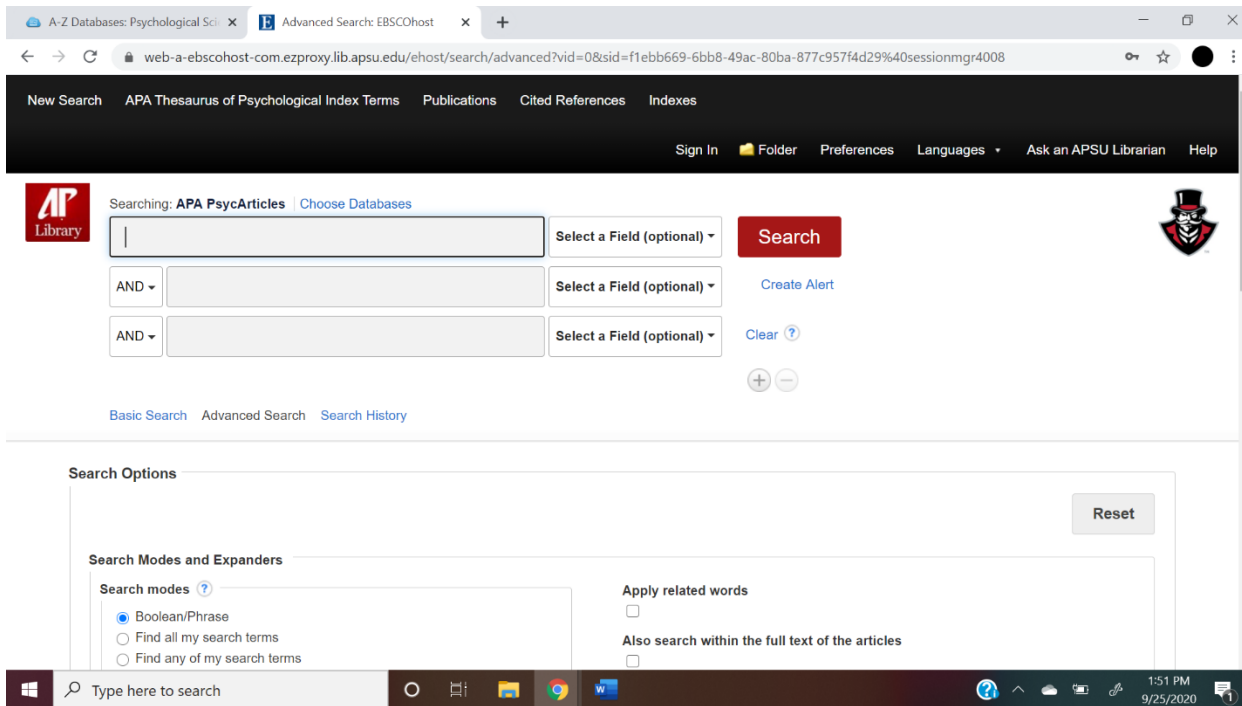 A-Z Databases: Psychological Sci
Advanced Search: EBSCOhost
web-a-ebscohost-com.ezproxy.lib.apsu.edu/ehost/search/advanced?vid=0&sid=f1ebb669-6bb8-49ac-80ba-877c957f4d29%40sessionmgr4008
New Search APA Thesaurus of Psychological Index Terms Publications Cited References Indexes
Sign In Folder Preferences Languages Ask an APSU Librarian Help
AP
Library
Searching: APA PsycArticles Choose Databases
Select a Field (optional) Search
AND Select a Field (optional) Create Alert
AND Select a Field (optional) Clear ?
Basic Search Advanced Search Search History
Search Options
Reset
Search Modes and Expanders
Search modes ?
Boolean/Phrase
Find all my search terms
Find any of my search terms
Apply related words
Also search within the full text of the articles
Type here to search
1:51 PM
9/25/2020
1